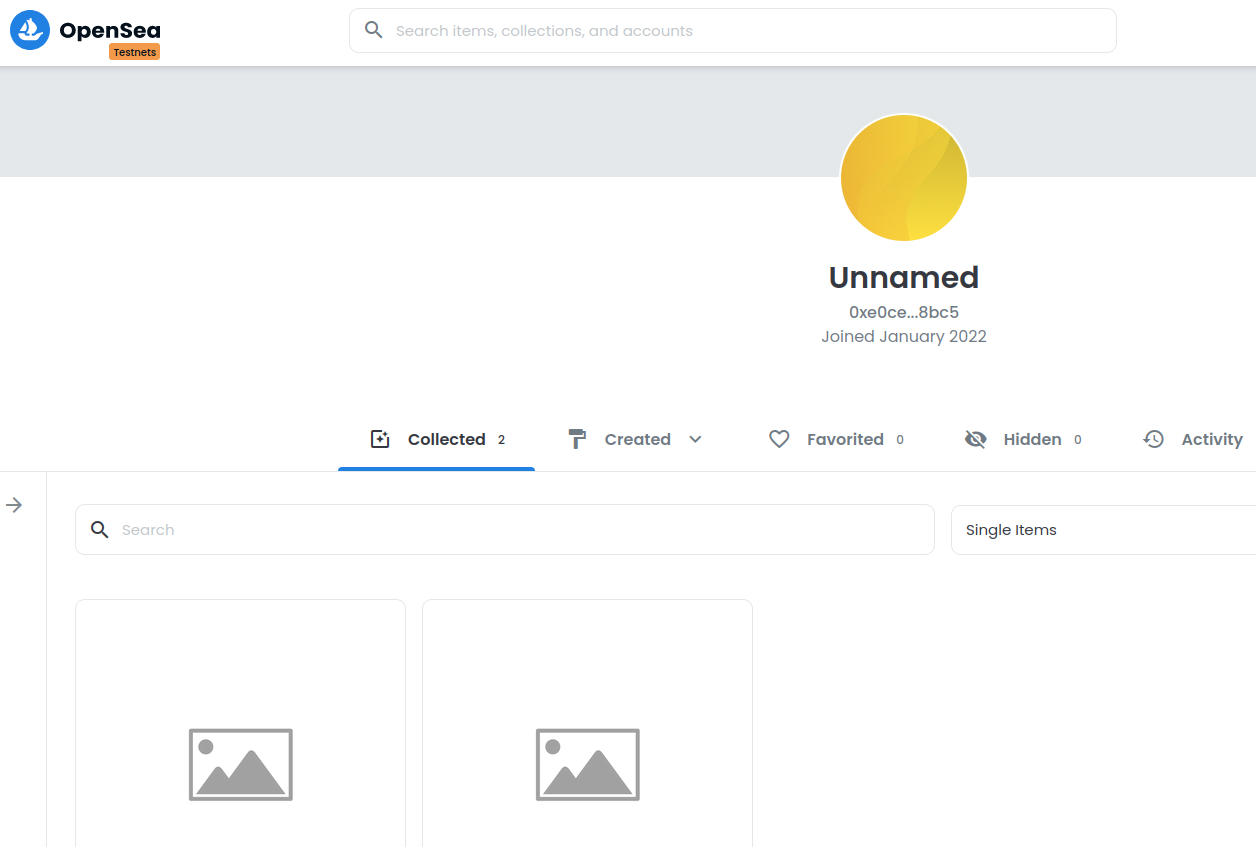 OpenSea
Testnets
Search items, collections, and accounts
Unnamed
0xe0ce...8bc5
Joined January 2022
Collected 2
Created
Favorited 0
Hidden 0
Activity
Search
Single Items